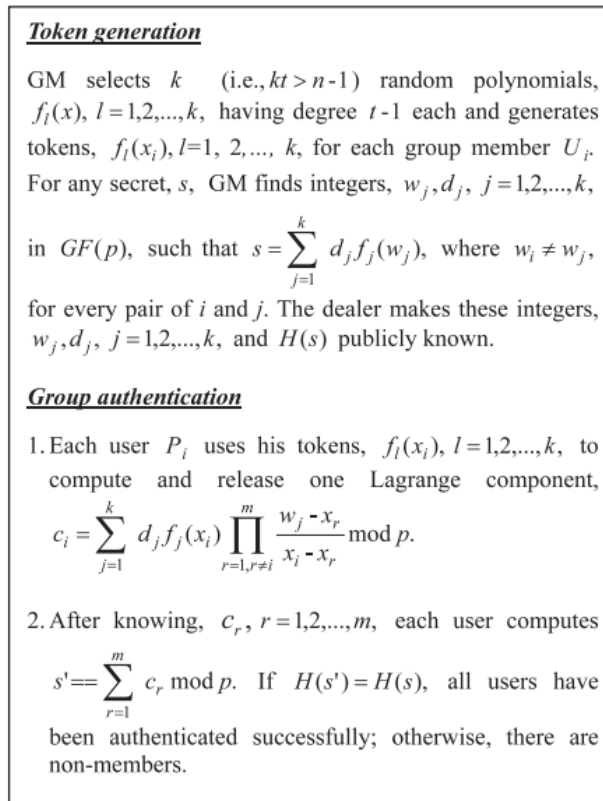 Token generation
GM selects k (i.e., kt > n-1) random polynomials,
f_l(x), l = 1,2,...,k, having degree t-1 each and generates
tokens, f_l(x_i), l=1, 2,..., k, for each group member U_i.
For any secret, s, GM finds integers, w_j,d_j, j = 1,2,...,k,
in GF(p), such that s = \sum_{j=1}^{k} d_j f_j(w_j), where w_i ≠ w_j,
for every pair of i and j. The dealer makes these integers,
w_j,d_j, j = 1,2,...,k, and H(s) publicly known.
Group authentication
1. Each user P_i uses his tokens, f_l(x_i), l = 1,2,...,k, to
compute and release one Lagrange component,
c_i = \sum_{j=1}^{k} d_j f_j(x_i) \prod_{r=1,r≠i}^{m} \frac{w_j - x_r}{x_i - x_r} mod p.
2. After knowing, c_r, r = 1,2,...,m, each user computes
s'== \sum_{r=1}^{m} c_r mod p. If H(s') = H(s), all users have
been authenticated successfully; otherwise, there are
non-members.